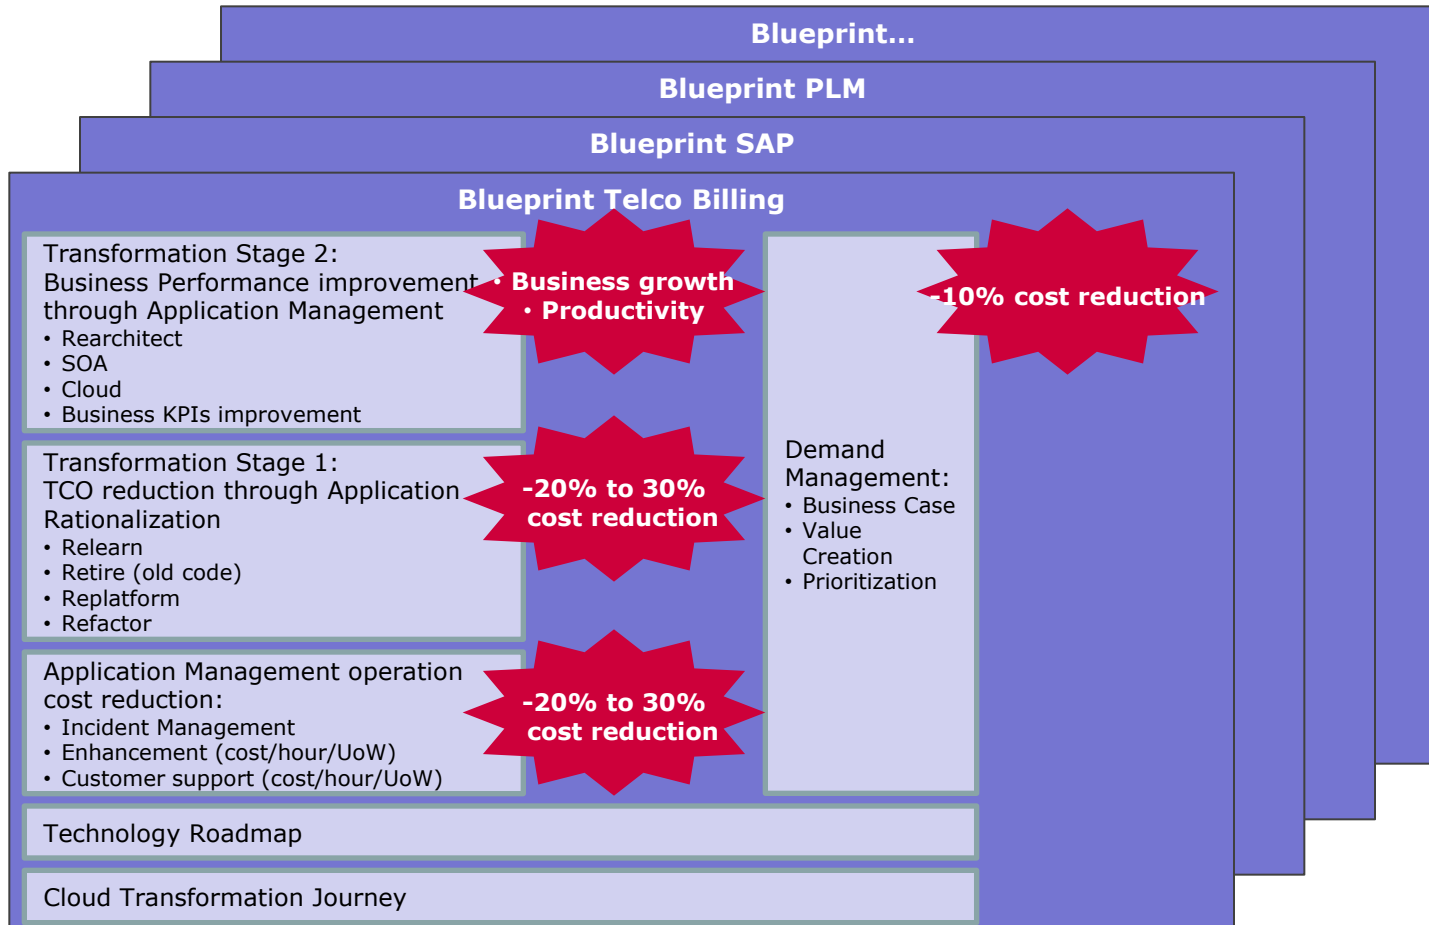 Blueprint...
Blueprint PLM
Blueprint SAP
Blueprint Telco Billing
Transformation Stage 2:
Business Performance improvement
through Application Management
• Rearchitect
• SOA
• Cloud
• Business KPIs improvement
• Business growth
• Productivity
-10% cost reduction
Transformation Stage 1:
TCO reduction through Application
Rationalization
• Relearn
• Retire (old code)
• Replatform
• Refactor
-20% to 30%
cost reduction
Demand
Management:
• Business Case
• Value
Creation
• Prioritization
Application Management operation
cost reduction:
• Incident Management
• Enhancement (cost/hour/UoW)
• Customer support (cost/hour/UoW)
-20% to 30%
cost reduction
Technology Roadmap
Cloud Transformation Journey